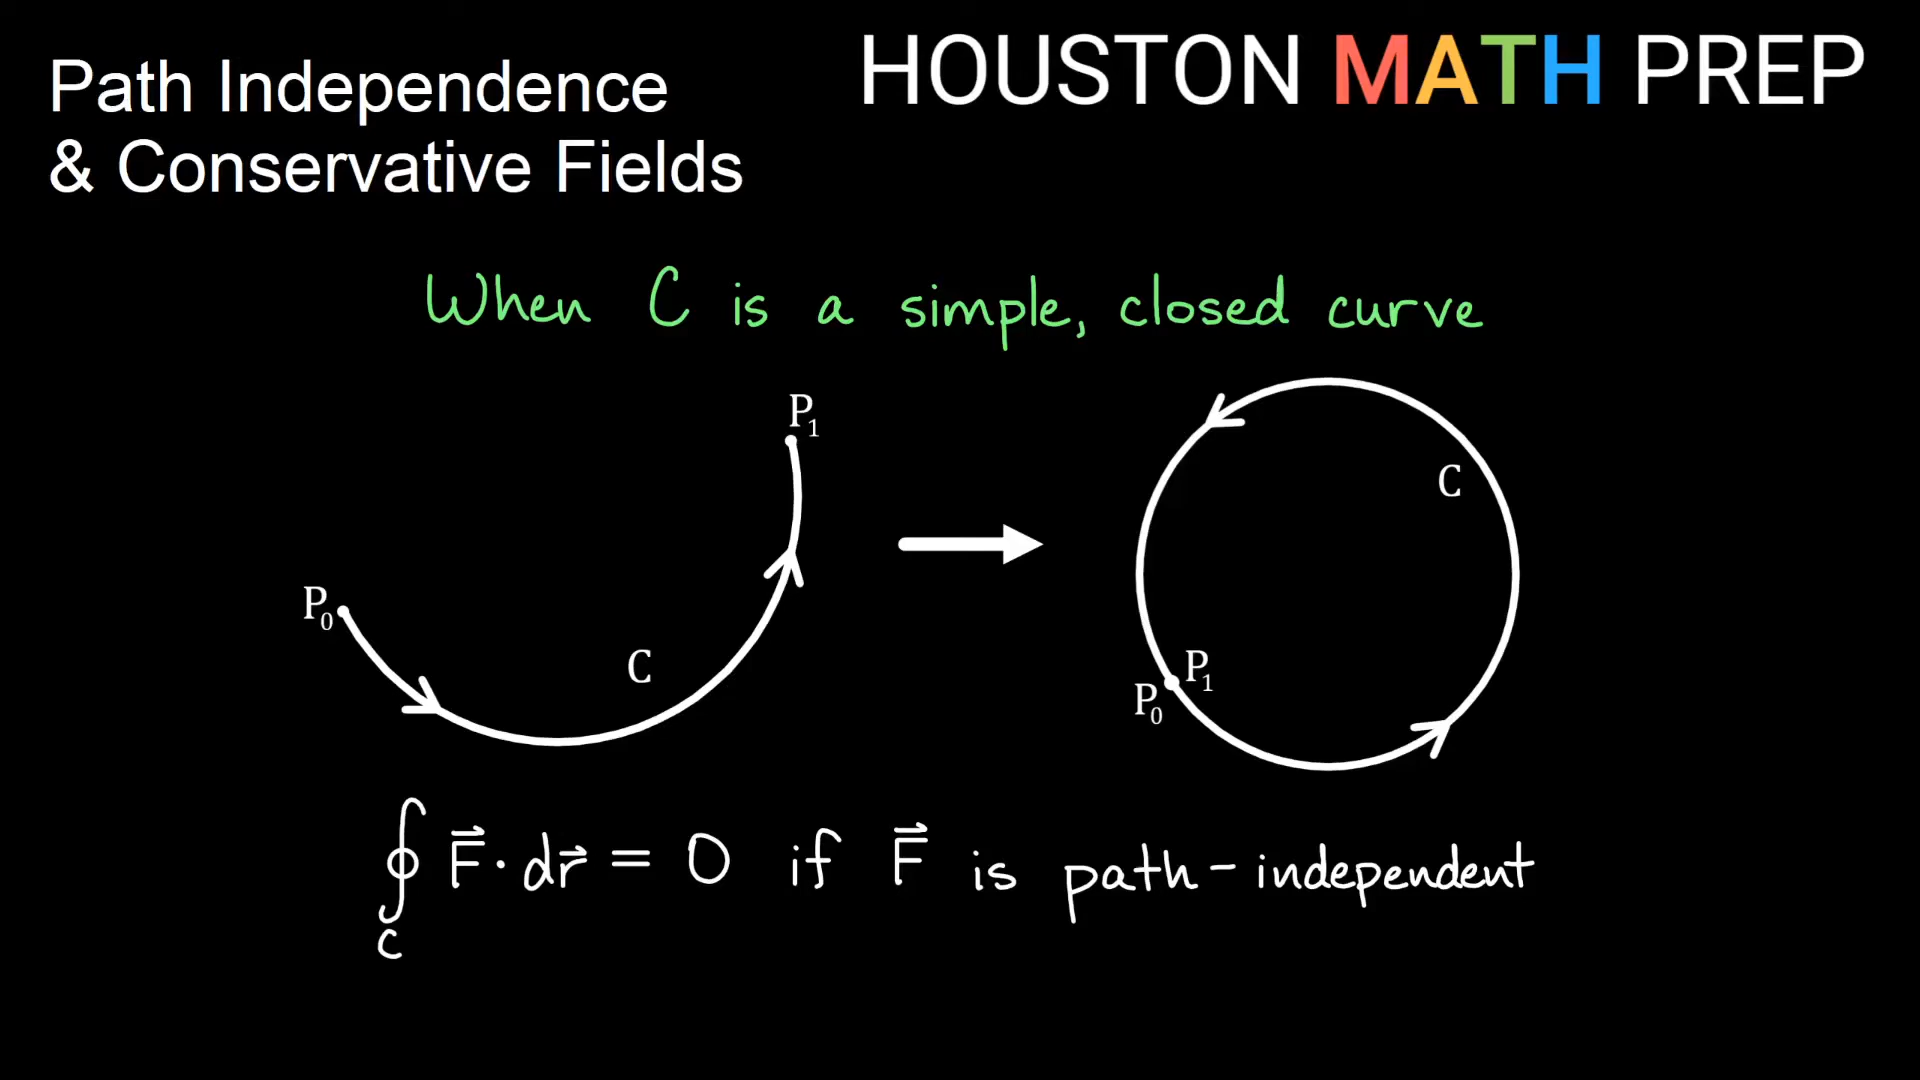 Path Independence
& Conservative Fields
HOUSTON MATH PREP
When C is a simple, closed curve
P₁
P₀
C
C
P₁
P₀
∮ F⃗ · dr⃗ = 0 if F⃗ is path-independent
C